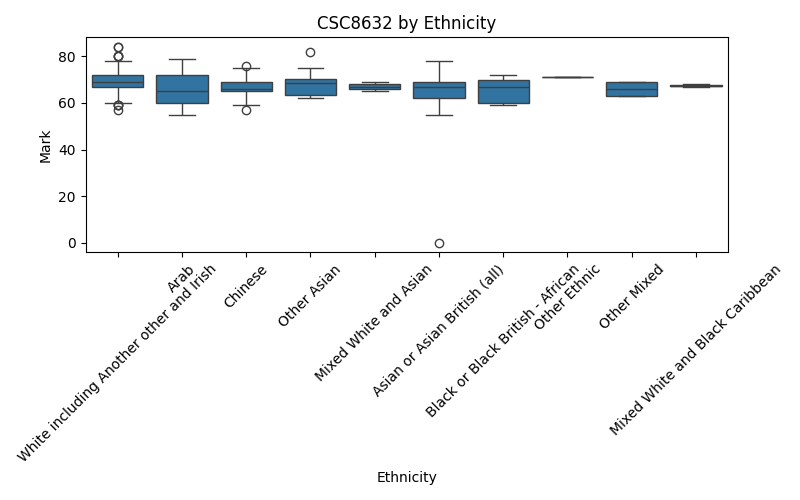 CSC8632 by Ethnicity
Mark
80
60
40
20
0
White including Another other and Irish
Arab
Chinese
Other Asian
Mixed White and Asian
Asian or Asian British (all)
Black or Black British - African
Other Ethnic
Other Mixed
Mixed White and Black Caribbean
Ethnicity